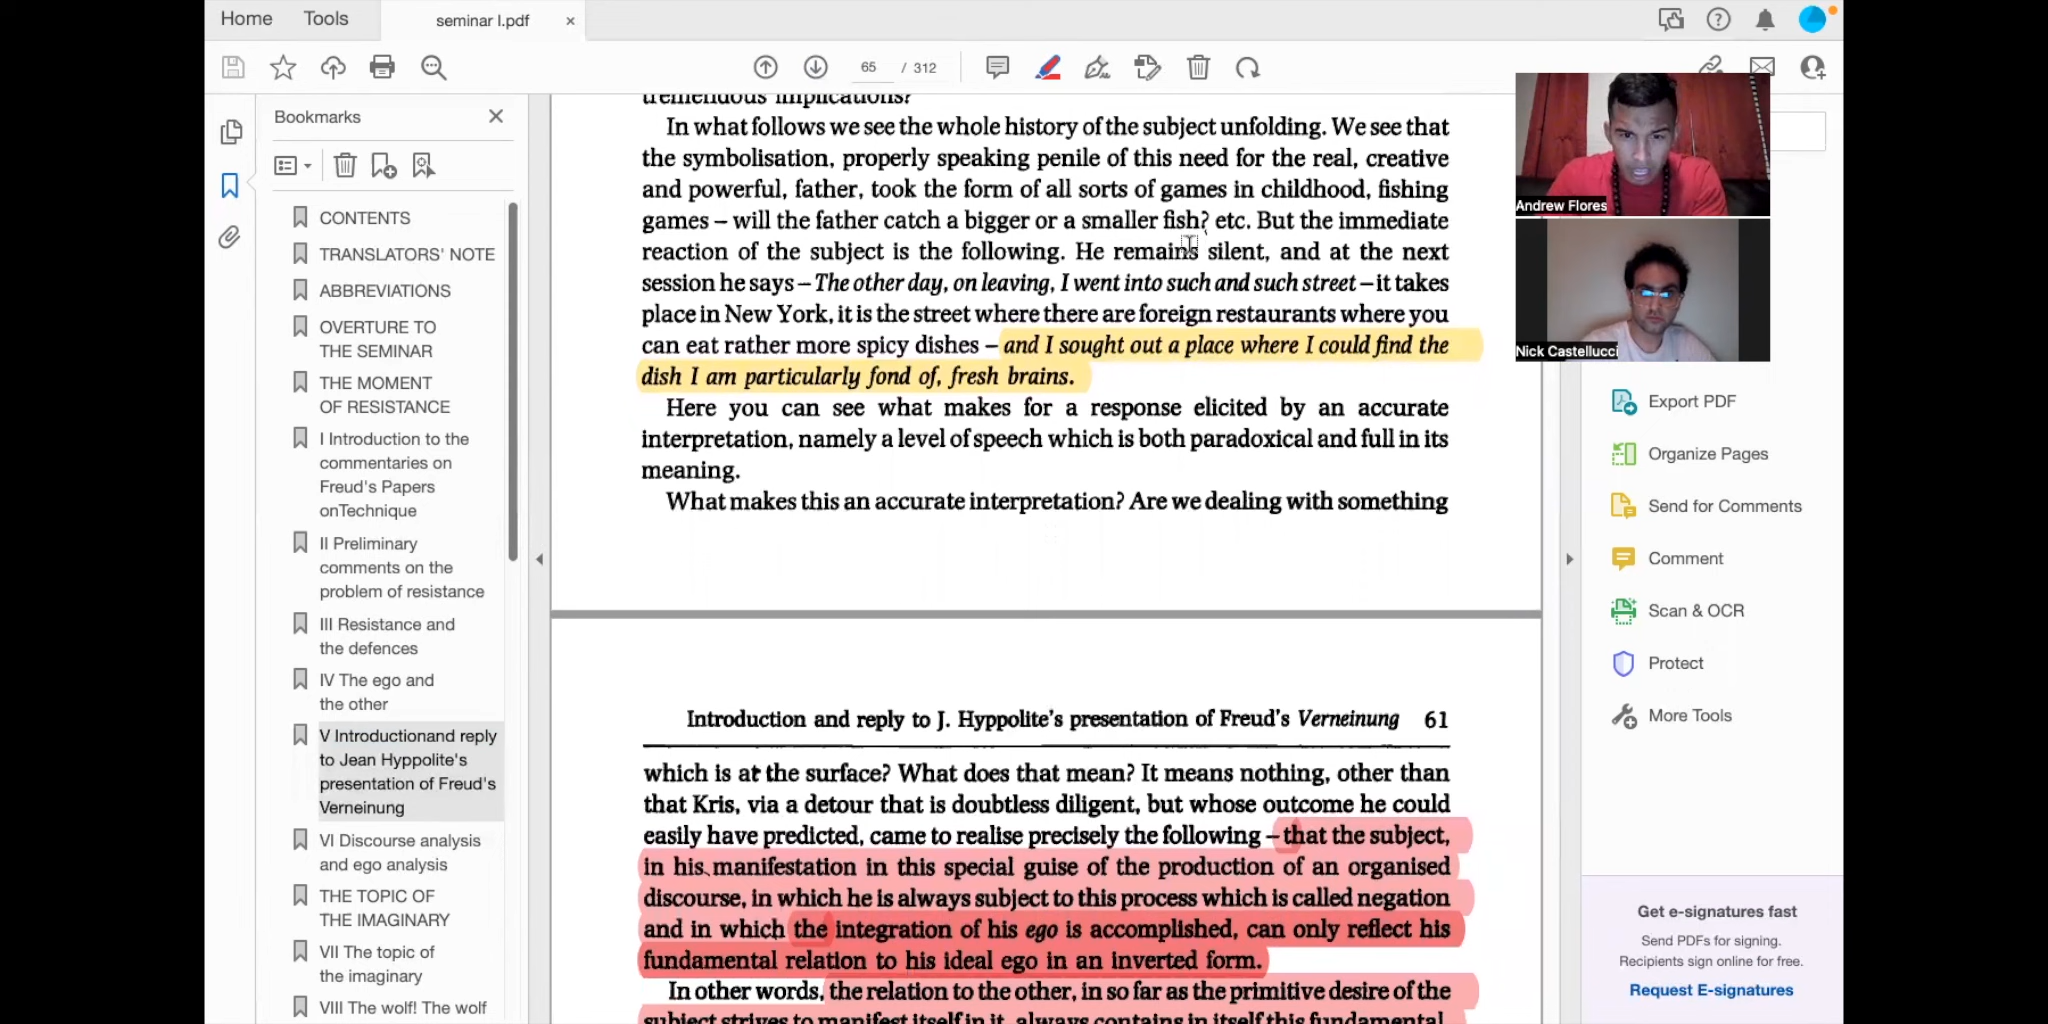 Home Tools seminar I.pdf ×
65 / 312
Bookmarks
CONTENTS
TRANSLATORS' NOTE
ABBREVIATIONS
OVERTURE TO
THE SEMINAR
THE MOMENT
OF RESISTANCE
I Introduction to the
commentaries on
Freud's Papers
onTechnique
II Preliminary
comments on the
problem of resistance
III Resistance and
the defences
IV The ego and
the other
V Introductionand reply
to Jean Hyppolite's
presentation of Freud's
Verneinung
VI Discourse analysis
and ego analysis
THE TOPIC OF
THE IMAGINARY
VII The topic of
the imaginary
VIII The wolf! The wolf
tremendous implications?
In what follows we see the whole history of the subject unfolding. We see that
the symbolisation, properly speaking penile of this need for the real, creative
and powerful, father, took the form of all sorts of games in childhood, fishing
games – will the father catch a bigger or a smaller fish? etc. But the immediate
reaction of the subject is the following. He remains silent, and at the next
session he says – The other day, on leaving, I went into such and such street – it takes
place in New York, it is the street where there are foreign restaurants where you
can eat rather more spicy dishes – and I sought out a place where I could find the
dish I am particularly fond of, fresh brains.
Here you can see what makes for a response elicited by an accurate
interpretation, namely a level of speech which is both paradoxical and full in its
meaning.
What makes this an accurate interpretation? Are we dealing with something
Introduction and reply to J. Hyppolite's presentation of Freud's Verneinung 61
which is at the surface? What does that mean? It means nothing, other than
that Kris, via a detour that is doubtless diligent, but whose outcome he could
easily have predicted, came to realise precisely the following – that the subject,
in his manifestation in this special guise of the production of an organised
discourse, in which he is always subject to this process which is called negation
and in which the integration of his ego is accomplished, can only reflect his
fundamental relation to his ideal ego in an inverted form.
In other words, the relation to the other, in so far as the primitive desire of the
subject strives to manifest itself in it, always contains in itself this fundamental,
Andrew Flores
Nick Castellucci
Export PDF
Organize Pages
Send for Comments
Comment
Scan & OCR
Protect
More Tools
Get e-signatures fast
Send PDFs for signing.
Recipients sign online for free.
Request E-signatures